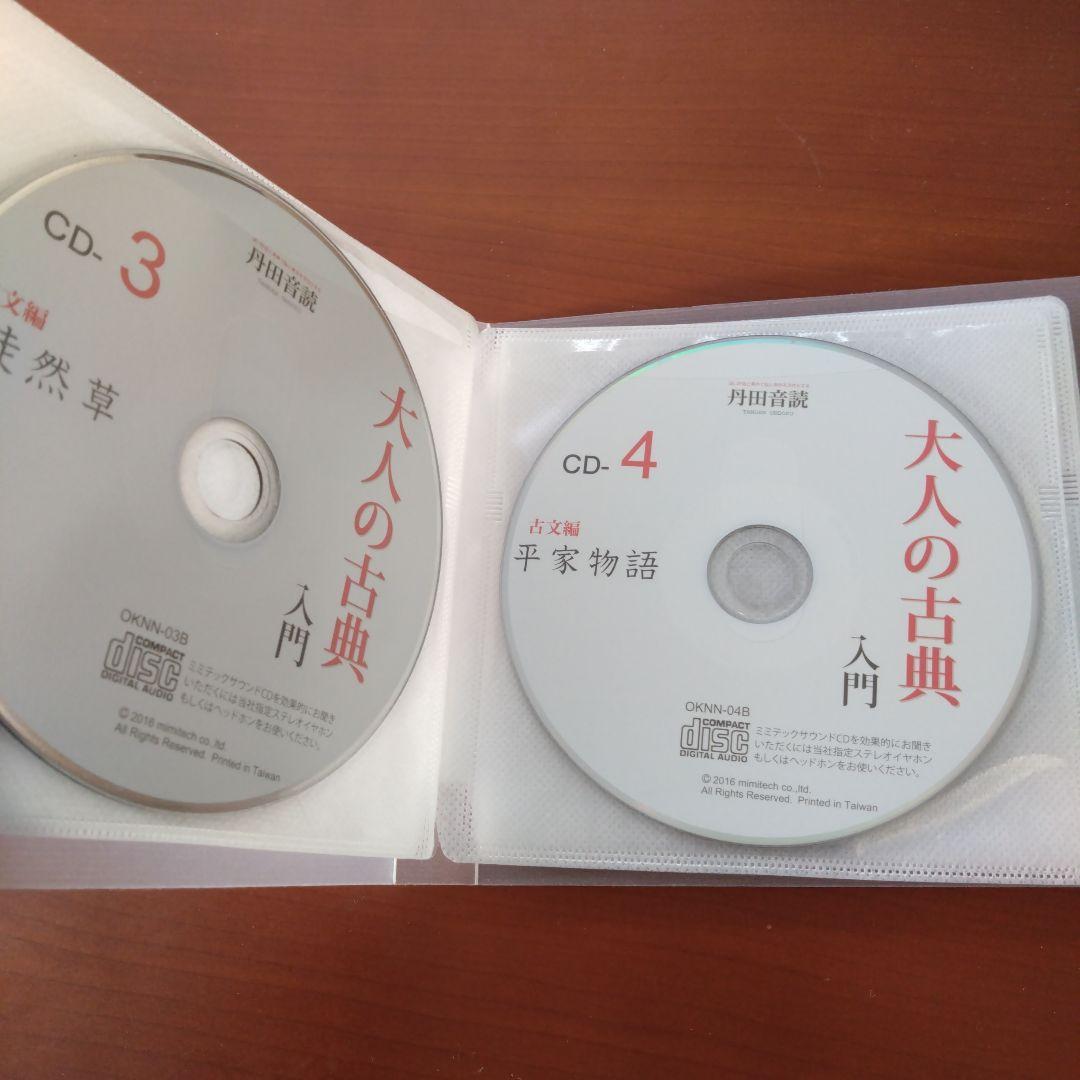 CD-3
丹田音読
文編
徒然草
大人の古典
入門
OKNN-03B
COMPACT
disc
DIGITAL AUDIO
ミミテックサウンドCDを効果的にお聞き
いただくには当社指定ステレオイヤホン
もしくはヘッドホンをお使いください。
© 2016 mimitech co.,ltd.
All Rights Reserved. Printed in Taiwan
丹田音読
TANDEN ONDOKU
CD-4
古文編
平家物語
大人の古典
入門
OKNN-04B
COMPACT
disc
DIGITAL AUDIO
ミミテックサウンドCDを効果的にお聞き
いただくには当社指定ステレオイヤホン
もしくはヘッドホンをお使いください。
© 2016 mimitech co.,ltd.
All Rights Reserved. Printed in Taiwan